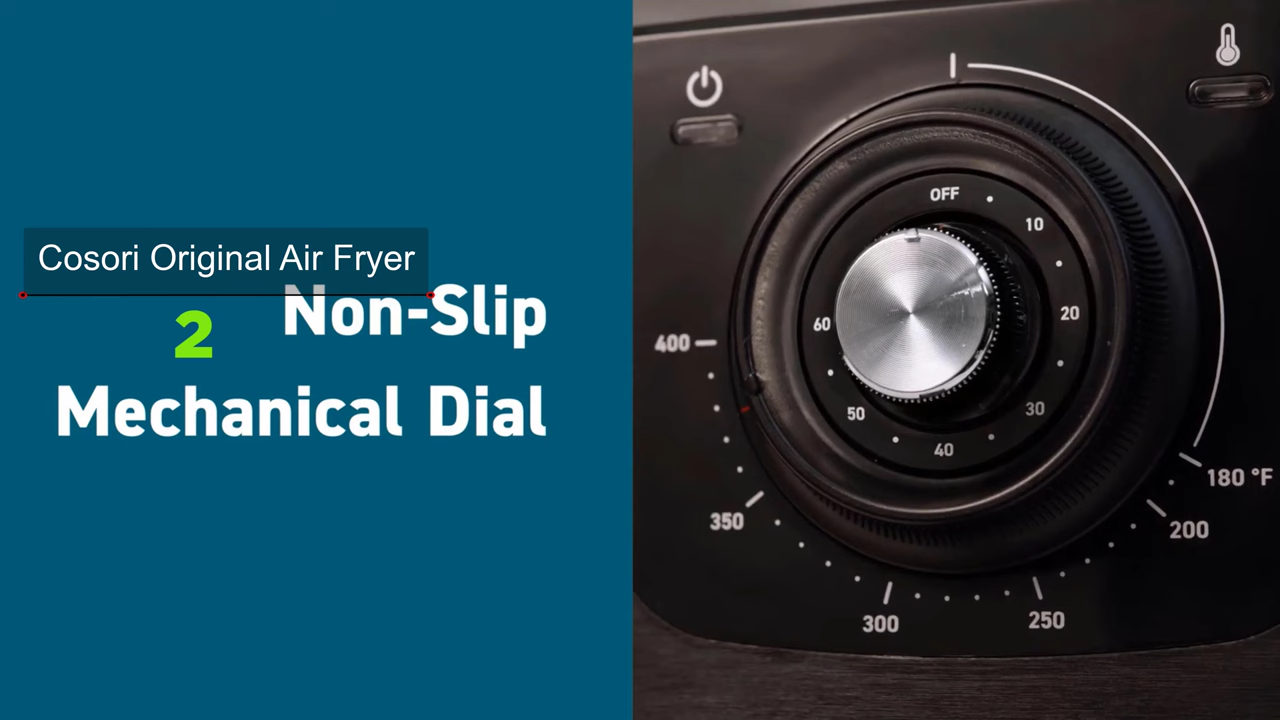 Cosori Original Air Fryer
2 Non-Slip
Mechanical Dial
OFF
10
20
30
40
50
60
400
350
300
250
200
180 °F